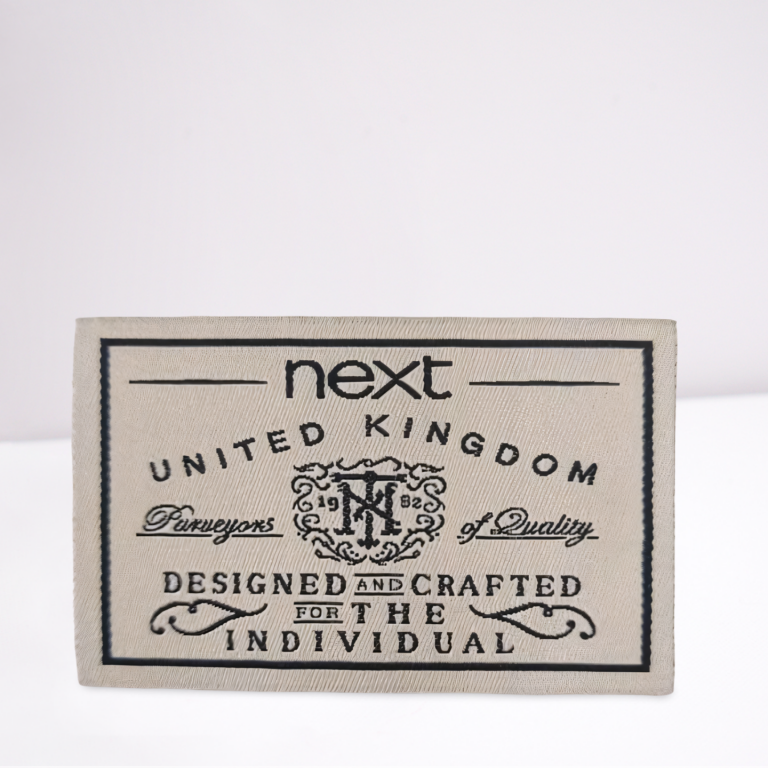 next
UNITED KINGDOM
Purveyors 19 82 of Quality
DESIGNED AND CRAFTED
FOR THE
INDIVIDUAL